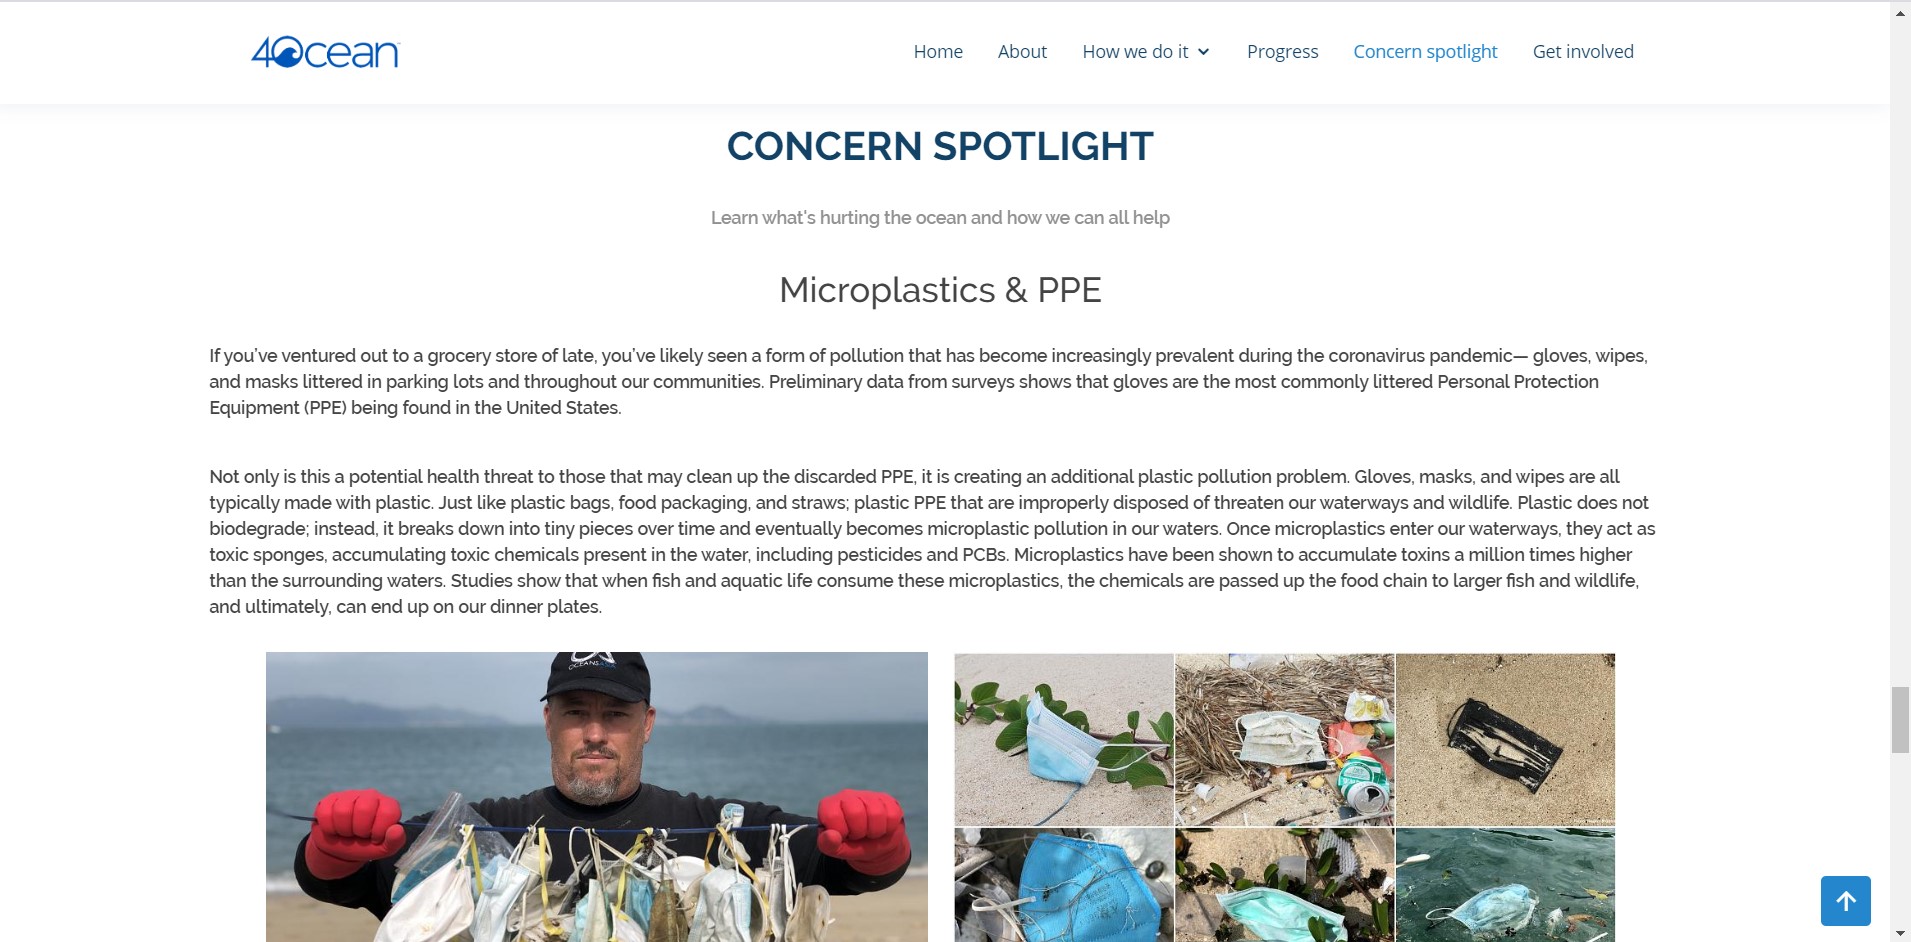 4Ocean
Home About How we do it Progress Concern spotlight Get involved
CONCERN SPOTLIGHT
Learn what's hurting the ocean and how we can all help
Microplastics & PPE
If you’ve ventured out to a grocery store of late, you’ve likely seen a form of pollution that has become increasingly prevalent during the coronavirus pandemic— gloves, wipes,
and masks littered in parking lots and throughout our communities. Preliminary data from surveys shows that gloves are the most commonly littered Personal Protection
Equipment (PPE) being found in the United States.
Not only is this a potential health threat to those that may clean up the discarded PPE, it is creating an additional plastic pollution problem. Gloves, masks, and wipes are all
typically made with plastic. Just like plastic bags, food packaging, and straws; plastic PPE that are improperly disposed of threaten our waterways and wildlife. Plastic does not
biodegrade; instead, it breaks down into tiny pieces over time and eventually becomes microplastic pollution in our waters. Once microplastics enter our waterways, they act as
toxic sponges, accumulating toxic chemicals present in the water, including pesticides and PCBs. Microplastics have been shown to accumulate toxins a million times higher
than the surrounding waters. Studies show that when fish and aquatic life consume these microplastics, the chemicals are passed up the food chain to larger fish and wildlife,
and ultimately, can end up on our dinner plates.